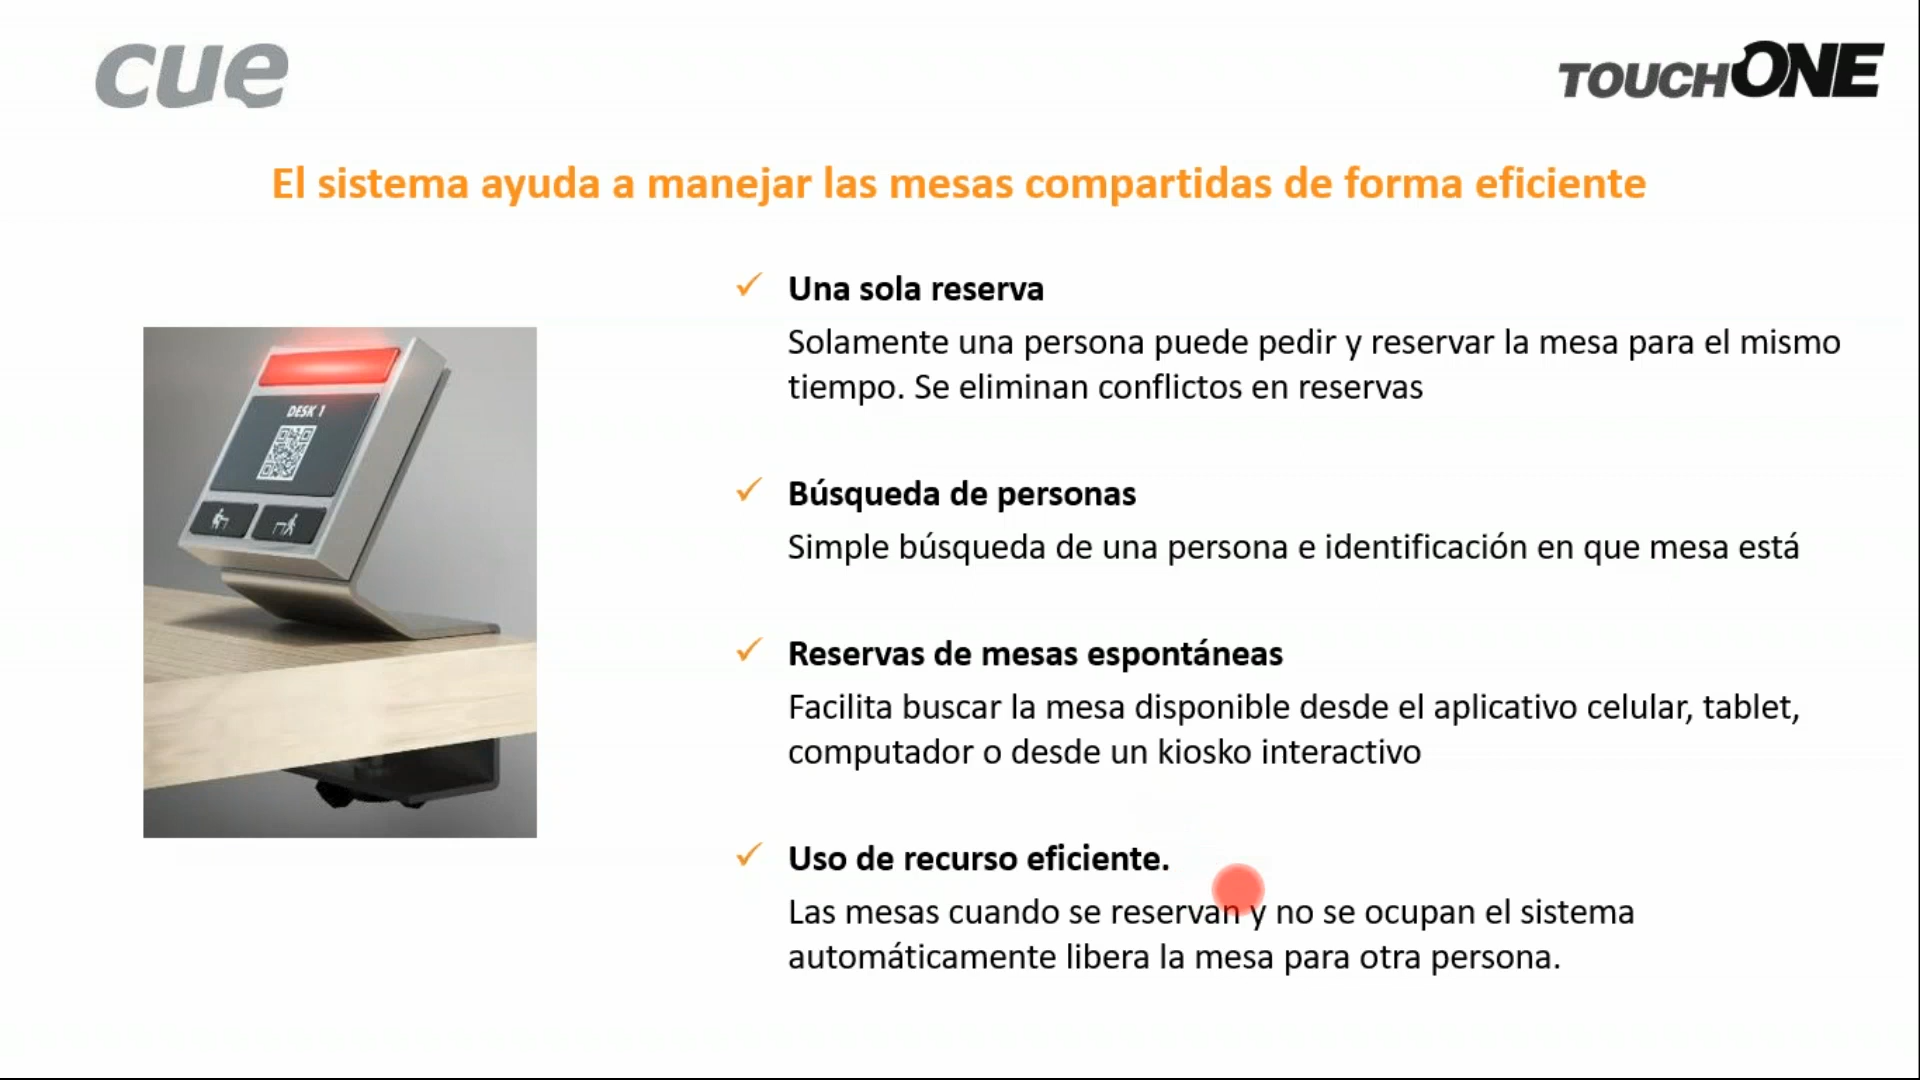 cue
TOUCHONE
El sistema ayuda a manejar las mesas compartidas de forma eficiente
DESK 1
Una sola reserva
Solamente una persona puede pedir y reservar la mesa para el mismo
tiempo. Se eliminan conflictos en reservas
Búsqueda de personas
Simple búsqueda de una persona e identificación en que mesa está
Reservas de mesas espontáneas
Facilita buscar la mesa disponible desde el aplicativo celular, tablet,
computador o desde un kiosko interactivo
Uso de recurso eficiente.
Las mesas cuando se reservan y no se ocupan el sistema
automáticamente libera la mesa para otra persona.